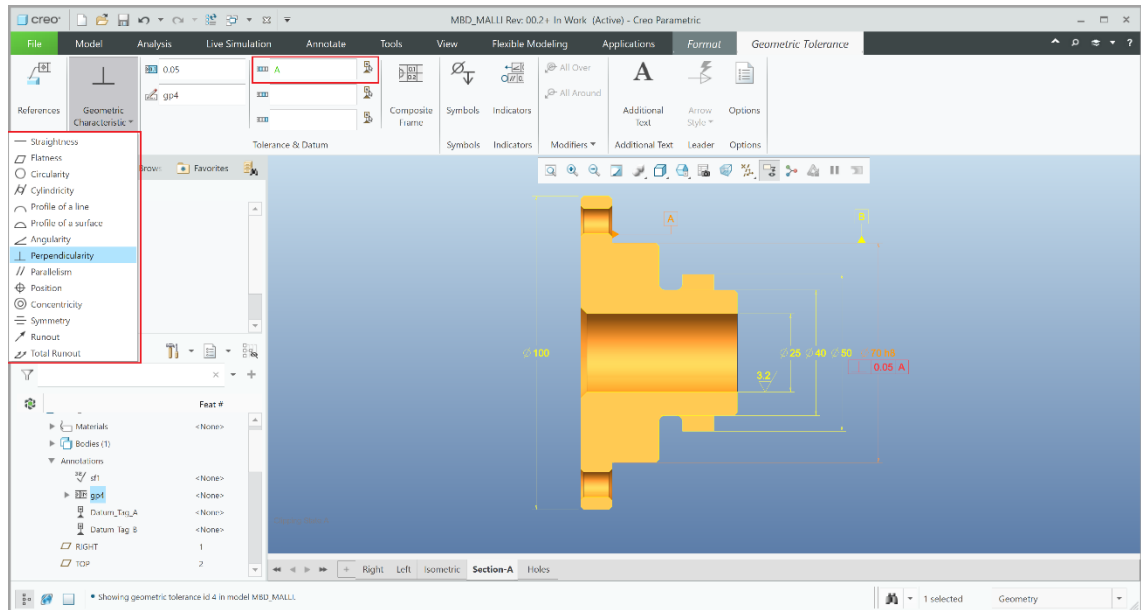 creo
MBD_MALLI Rev: 00.2+ In Work (Active) - Creo Parametric
File Model Analysis Live Simulation Annotate Tools View Flexible Modeling Applications Format Geometric Tolerance
0.05 A All Over
gp4 All Around
References Geometric Characteristic Composite Frame Symbols Indicators Additional Text Arrow Style Options
Tolerance & Datum Symbols Indicators Modifiers Additional Text Leader Options
Straightness
Flatness
Favorites
Circularity
Cylindricity
Profile of a line
Profile of a surface
Angularity
Perpendicularity
Parallelism
Position
Concentricity
Symmetry
Runout
Total Runout
Feat #
Materials <None>
Bodies (1)
Annotations
sf1 <None>
gp4 <None>
Datum_Tag_A <None>
Datum Tag B <None>
RIGHT 1
TOP 2
A
B
∅100
∅25 ∅40 ∅50
0.05 A
3.2
Right Left Isometric Section-A Holes
• Showing geometric tolerance id 4 in model MBD_MALLI.
1 selected Geometry